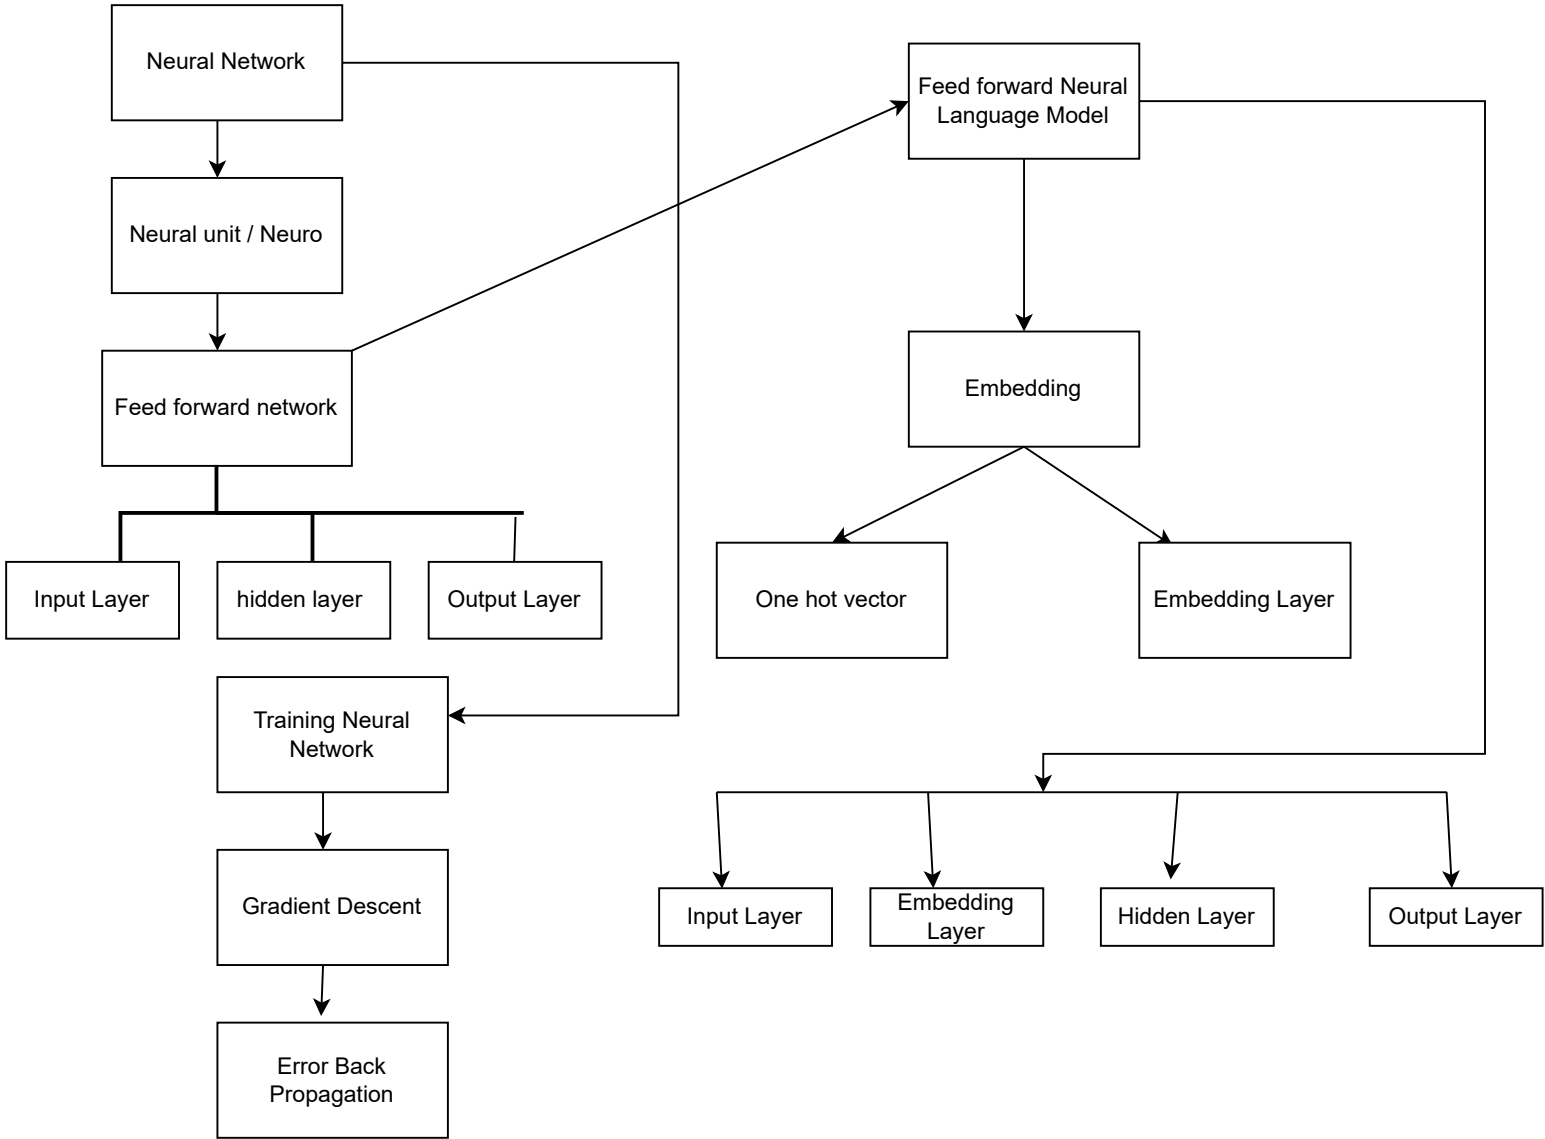 Neural Network
Neural unit / Neuro
Feed forward network
Input Layer
hidden layer
Output Layer
Training Neural
Network
Gradient Descent
Error Back
Propagation
Feed forward Neural
Language Model
Embedding
One hot vector
Embedding Layer
Input Layer
Embedding
Layer
Hidden Layer
Output Layer